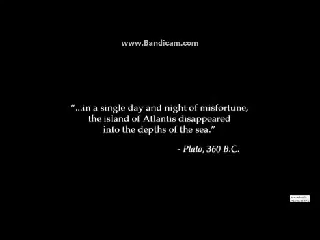 www.Bandicam.com
“...in a single day and night of misfortune,
the island of Atlantis disappeared
into the depths of the sea.”
- Plato, 360 B.C.